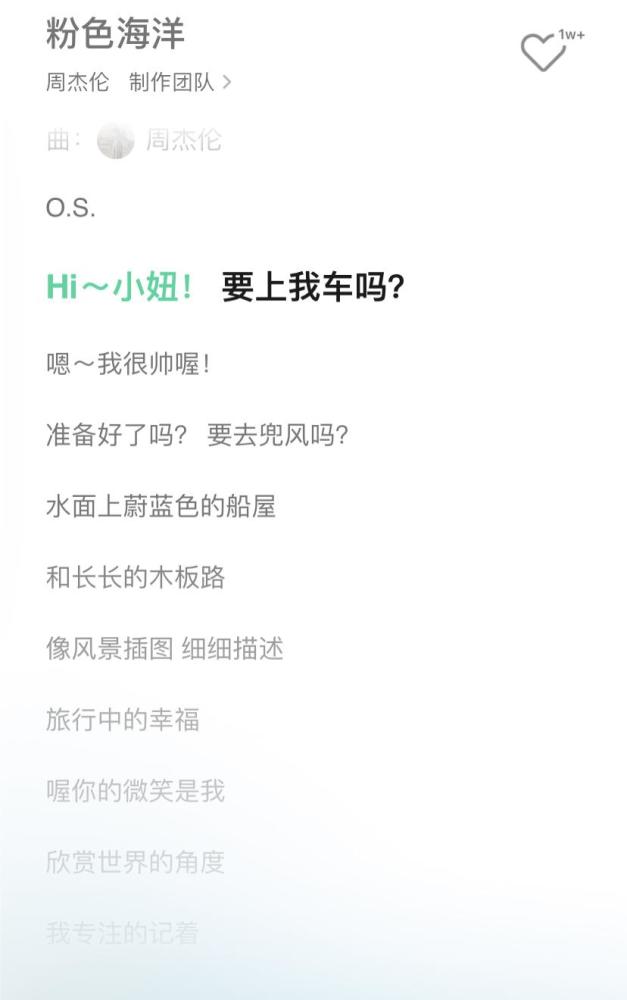 粉色海洋
1w+
周杰伦 制作团队
曲: 周杰伦
O.S.
Hi～小妞！ 要上我车吗？
嗯～我很帅喔！
准备好了吗？ 要去兜风吗？
水面上蔚蓝色的船屋
和长长的木板路
像风景插图 细细描述
旅行中的幸福
喔你的微笑是我
欣赏世界的角度
我专注的记着